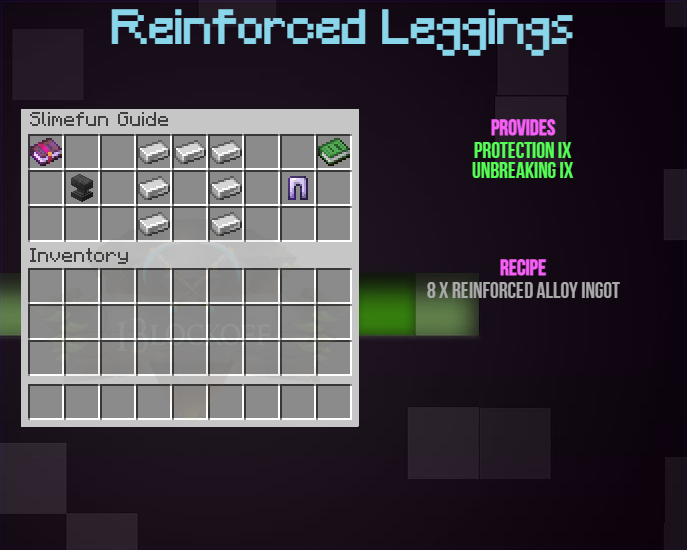 Reinforced Leggings
Slimefun Guide
PROVIDES
PROTECTION IX
UNBREAKING IX
Inventory
RECIPE
8 X REINFORCED ALLOY INGOT